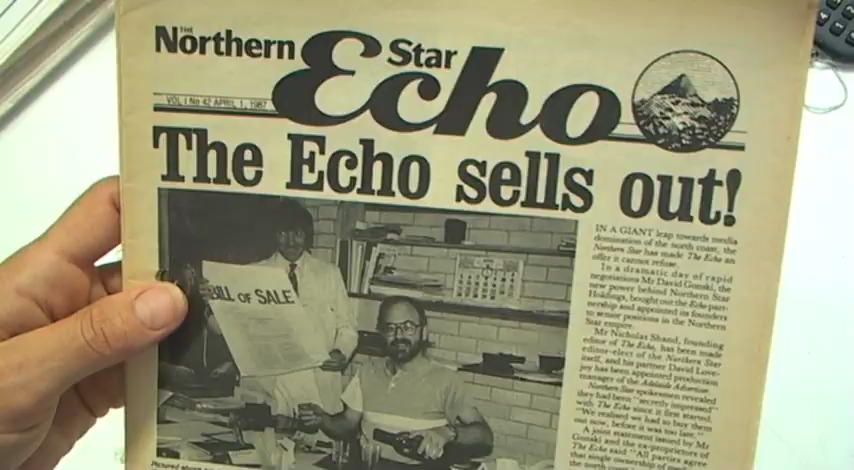 THE
Northern Star
Echo
VOL 1 No 42 APRIL 1, 1987
The Echo sells out!
BILL OF SALE
IN A GIANT leap towards media
domination of the north coast, the
Northern Star has made The Echo an
offer it cannot refuse.
In a dramatic day of rapid
negotiations Mr David Gonski, the
new power behind Northern Star
Holdings, bought out the Echo part-
nership and appointed its founders
to senior positions in the Northern
Star empire.
Mr Nicholas Shand, founding
editor of The Echo, has been made
editor-elect of the Northern Star
itself, and his partner David Love-
joy has been appointed production
manager of the Adelaide Advertiser.
Northern Star spokesmen revealed
they had been "secretly impressed"
with The Echo since it first started.
"We realised we had to buy them
out now, before it was too late."
A joint statement issued by Mr
Gonski and the ex-proprietors of
The Echo said "All parties agree
that single ownership of
the north coast
Pictured above